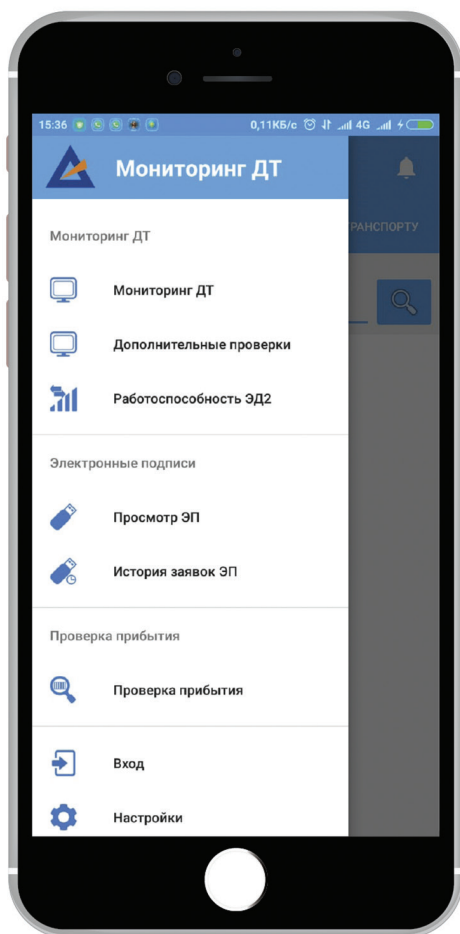 15:36 0,11КБ/с 4G
Мониторинг ДТ
РАНСПОРТУ
Мониторинг ДТ
Мониторинг ДТ
Дополнительные проверки
Работоспособность ЭД2
Электронные подписи
Просмотр ЭП
История заявок ЭП
Проверка прибытия
Проверка прибытия
Вход
Настройки